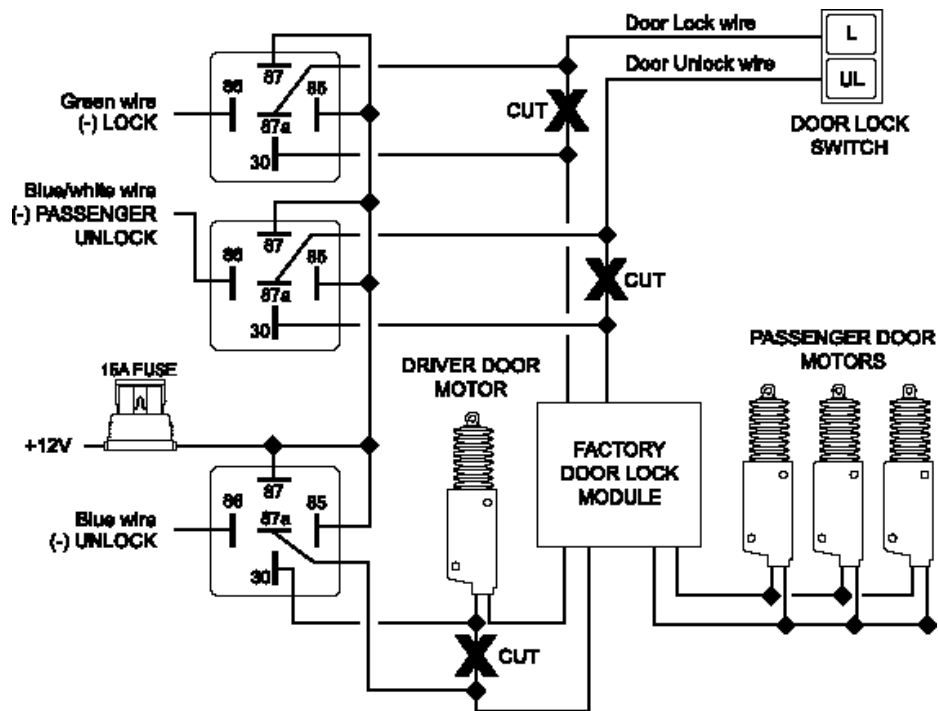 Door Lock wire
L
Door Unlock wire
UL
DOOR LOCK
SWITCH
CUT
Green wire
(-) LOCK
87
86
85
87a
30
Blue/white wire
(-) PASSENGER
UNLOCK
87
86
85
87a
30
CUT
15A FUSE
+12V
DRIVER DOOR
MOTOR
FACTORY
DOOR LOCK
MODULE
PASSENGER DOOR
MOTORS
Blue wire
(-) UNLOCK
87
86
85
87a
30
CUT